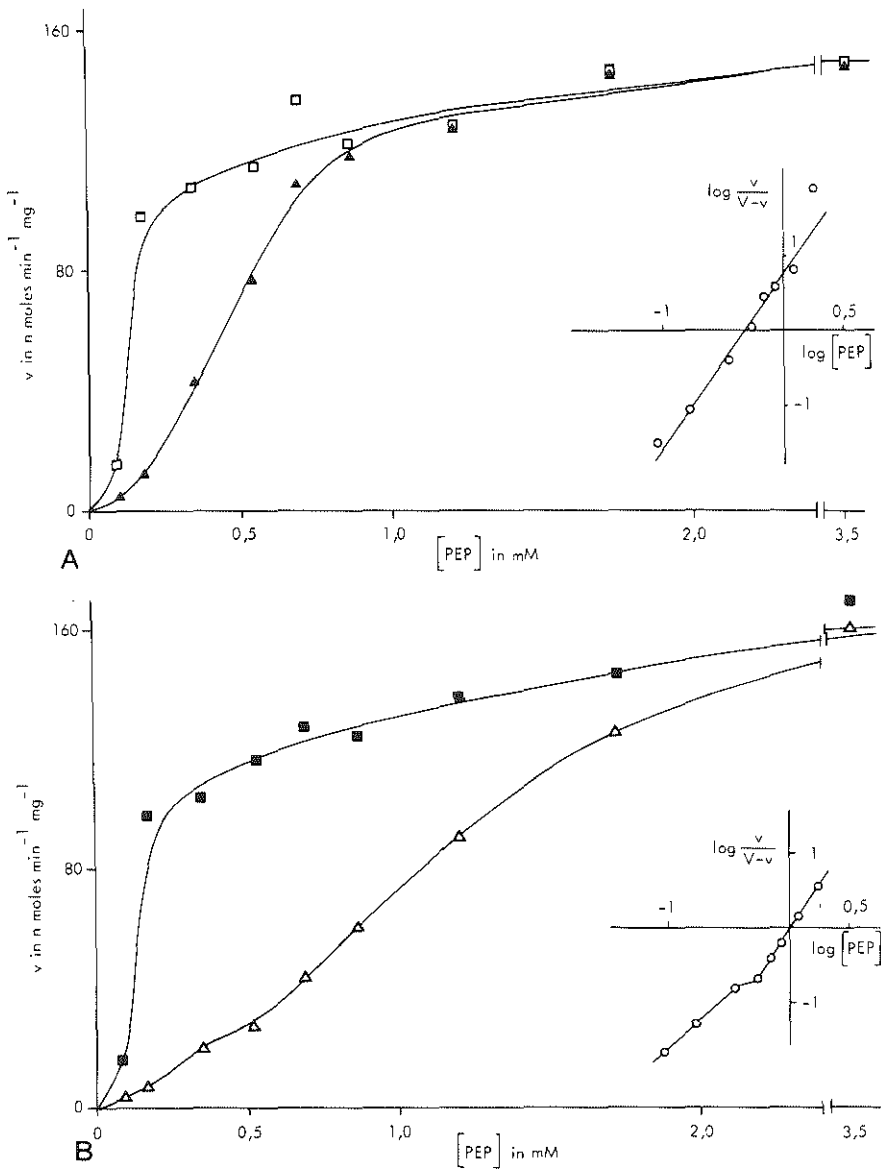 160
80
0
v in n moles min⁻¹ mg⁻¹
0
0,5
1,0
2,0
3,5
[PEP] in mM
A
log v/V-v
1
-1
0,5
log [PEP]
-1
160
80
0
v in n moles min⁻¹ mg⁻¹
0
0,5
1,0
2,0
3,5
[PEP] in mM
B
log v/V-v
1
-1
0,5
log [PEP]
-1